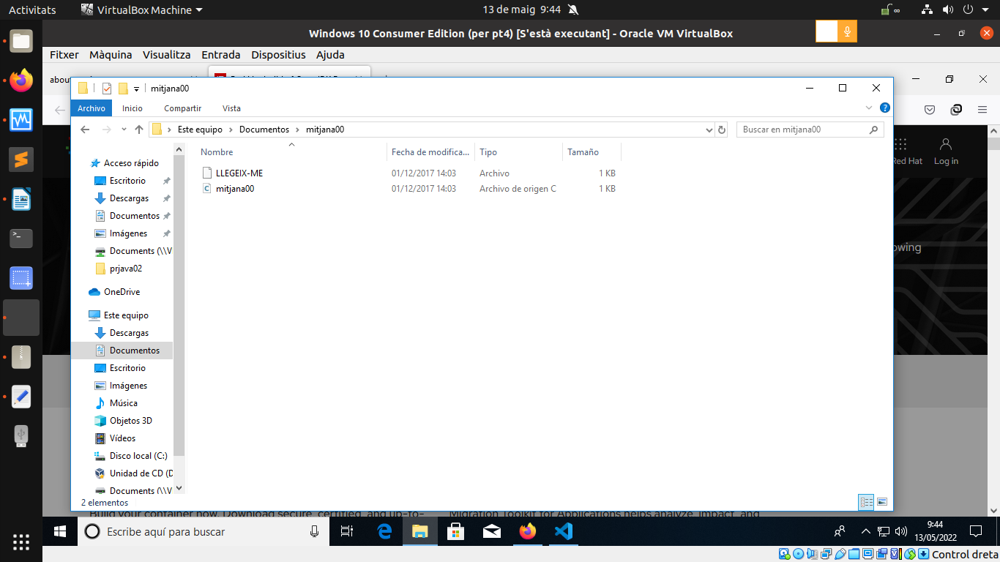 Activitats
VirtualBox Machine
13 de maig 9:44
Windows 10 Consumer Edition (per pt4) [S'està executant] - Oracle VM VirtualBox
Fitxer Màquina Visualitza Entrada Dispositius Ajuda
mitjana00
Archivo Inicio Compartir Vista
Este equipo Documentos mitjana00
Buscar en mitjana00
Nombre Fecha de modifica... Tipo Tamaño
LLEGEIX-ME 01/12/2017 14:03 Archivo 1 KB
mitjana00 01/12/2017 14:03 Archivo de origen C 1 KB
Acceso rápido
Escritorio
Descargas
Documentos
Imágenes
Documents (\\V
prjava02
OneDrive
Este equipo
Descargas
Documentos
Escritorio
Imágenes
Música
Objetos 3D
Vídeos
Disco local (C:)
Unidad de CD (D
Documents (\\V
2 elementos
Red Hat Log in
owing
Build your container now. Download secure, certified, and up-to-
Migration Toolkit for Applications helps analyze, impact, and
Escribe aquí para buscar
9:44
13/05/2022
Control dreta